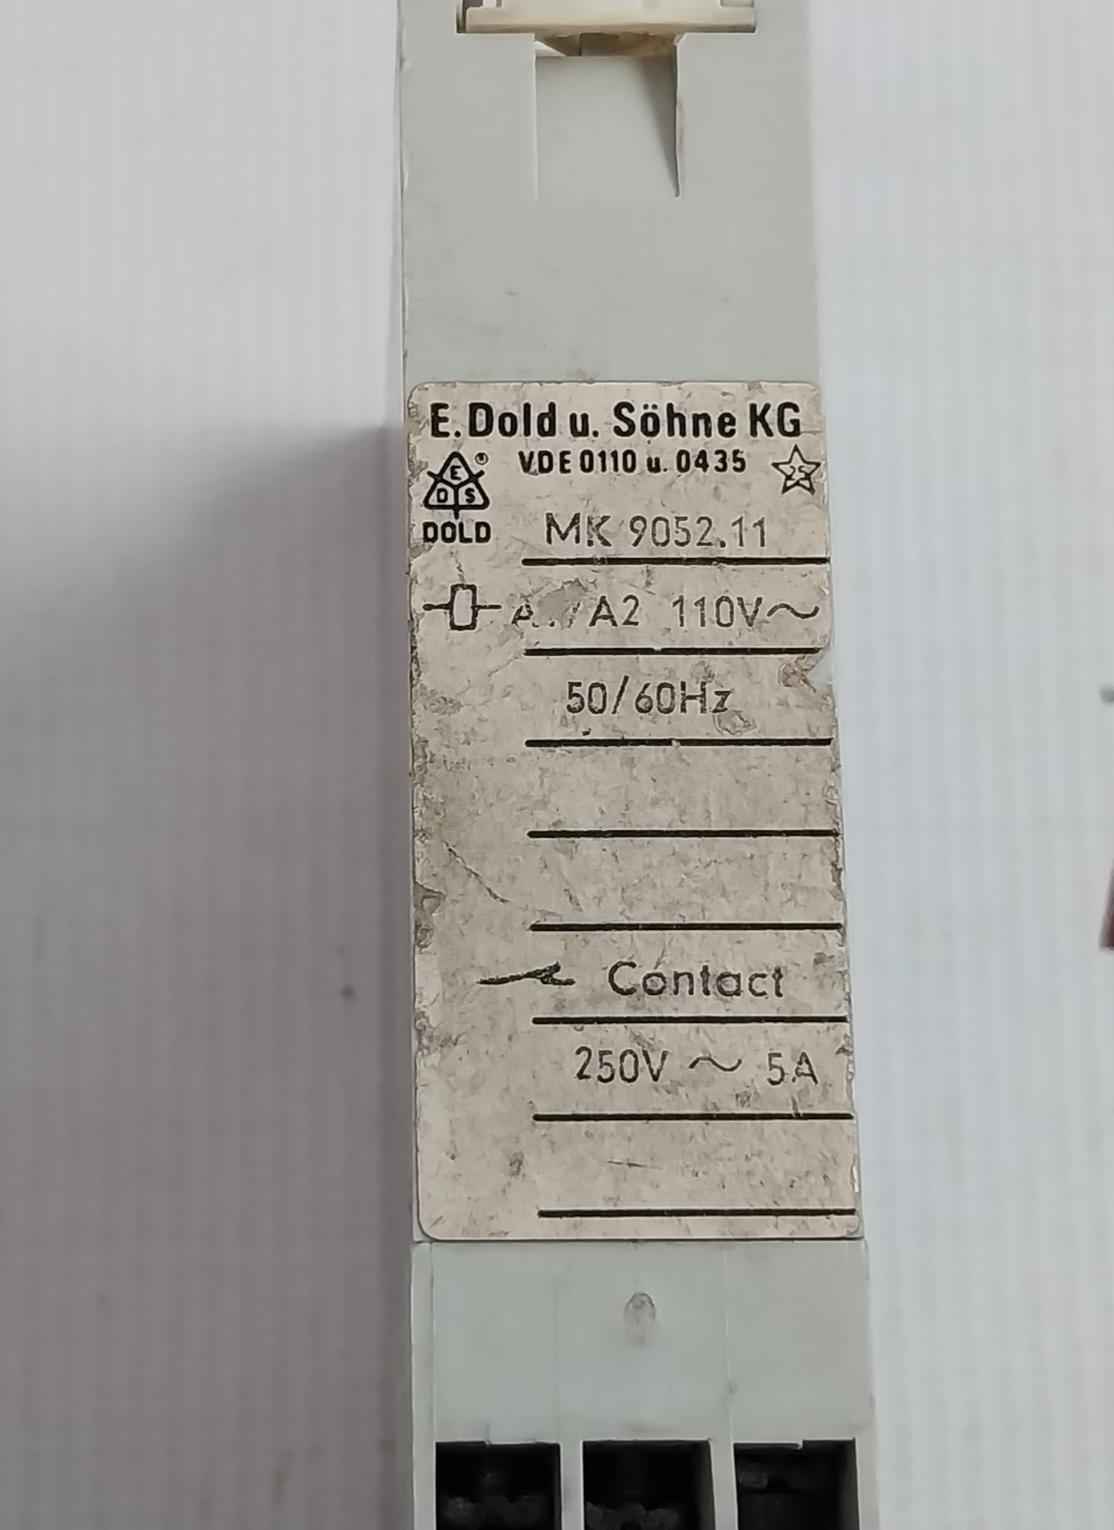 E. Dold u. Söhne KG
VDE 0110 u. 0435
E
D S
®
DOLD
MK 9052.11
/A2 110V~
50/60Hz
Contact
250V ~ 5A